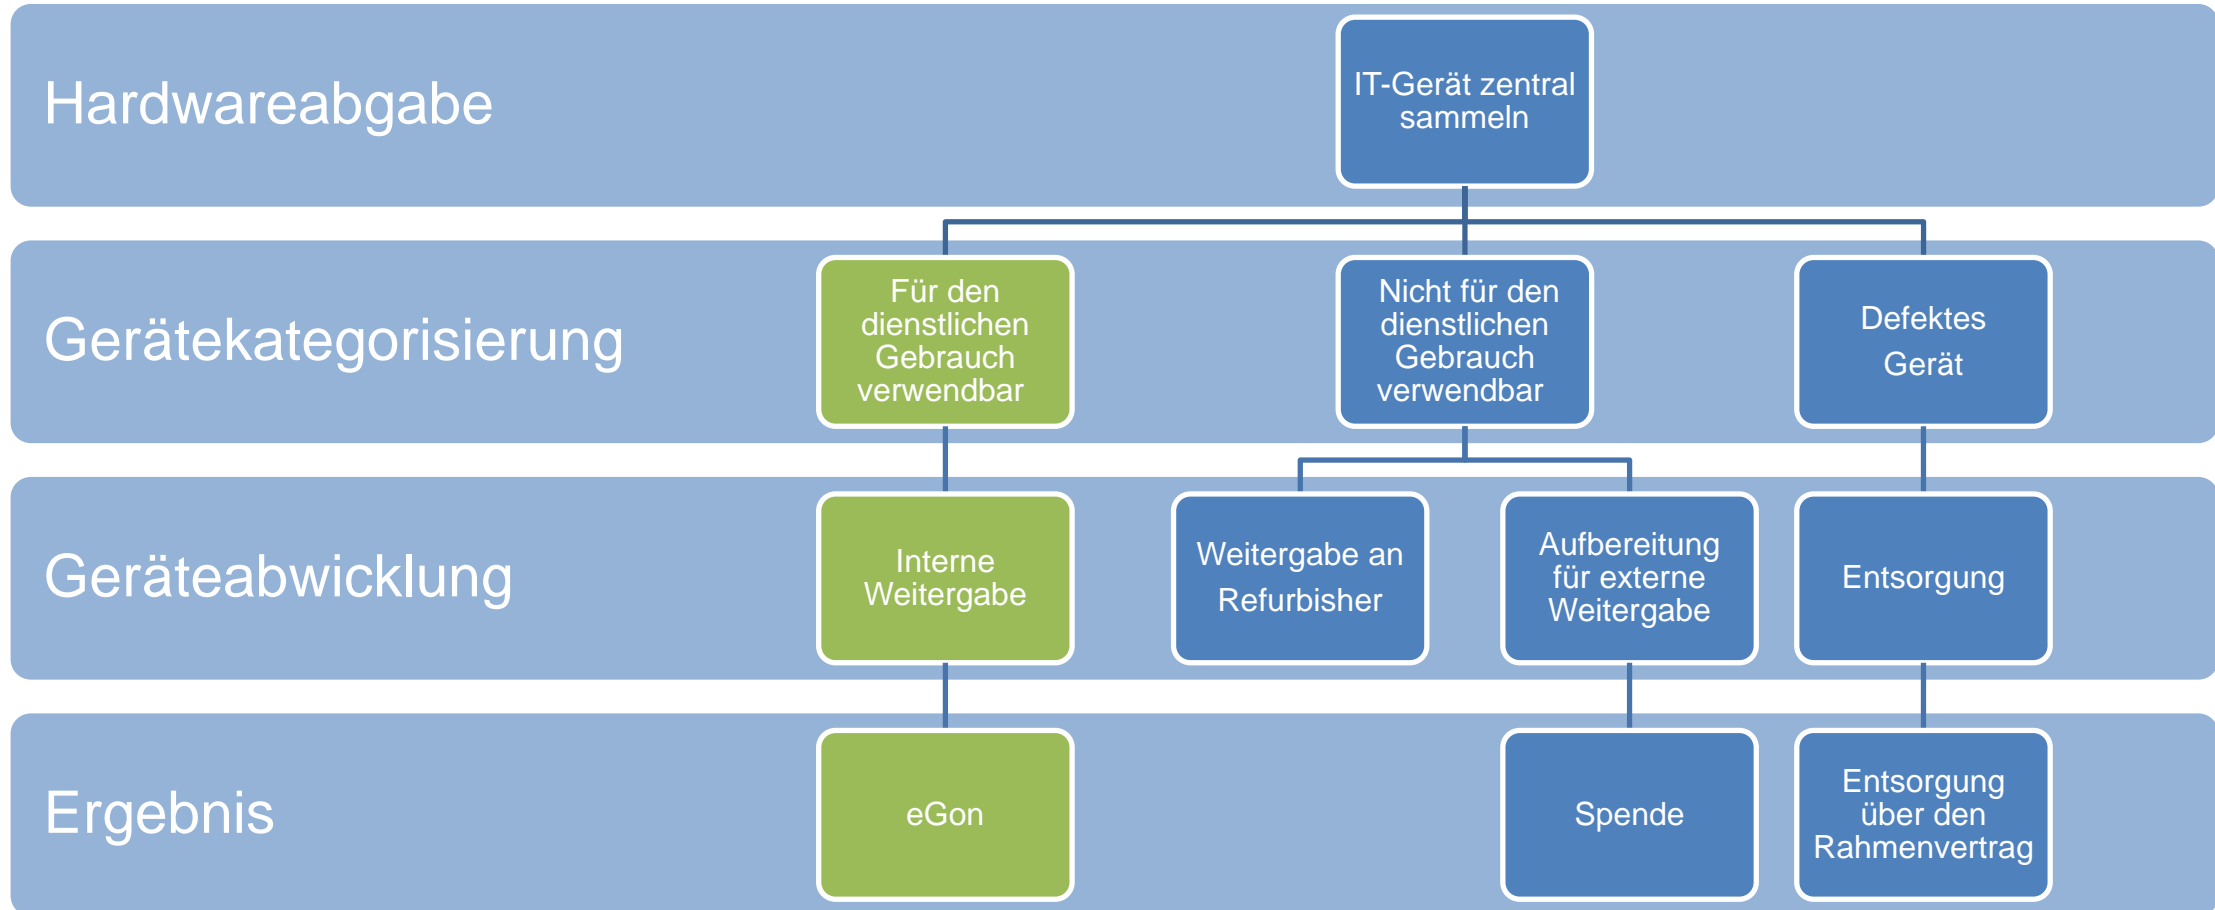 Hardwareabgabe
IT-Gerät zentral
sammeln
Gerätekategorisierung
Für den
dienstlichen
Gebrauch
verwendbar
Nicht für den
dienstlichen
Gebrauch
verwendbar
Defektes
Gerät
Geräteabwicklung
Interne
Weitergabe
Weitergabe an
Refurbisher
Aufbereitung
für externe
Weitergabe
Entsorgung
Ergebnis
eGon
Spende
Entsorgung
über den
Rahmenvertrag